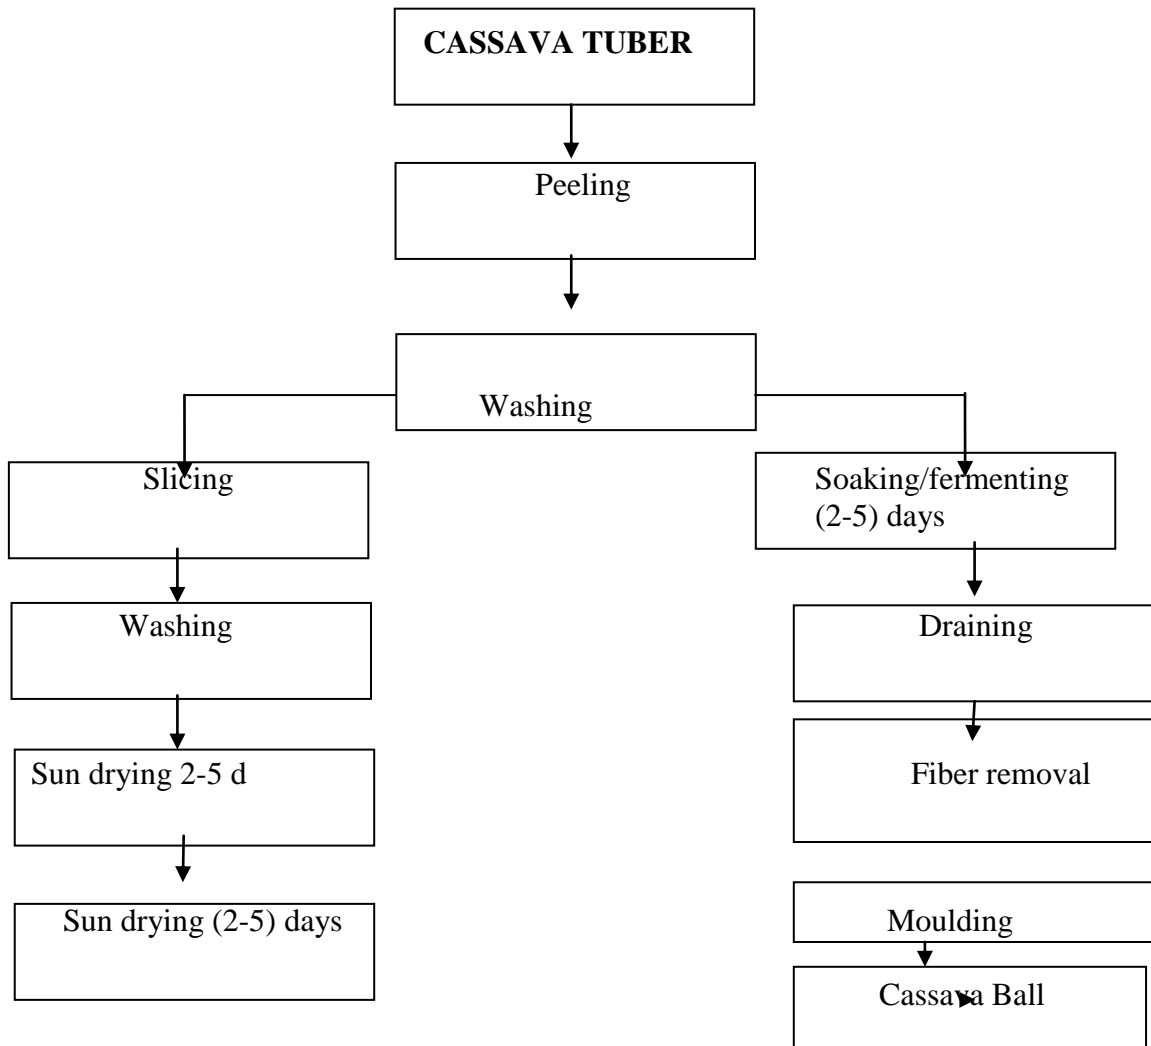 CASSAVA TUBER
Peeling
Washing
Slicing
Washing
Sun drying 2-5 d
Sun drying (2-5) days
Soaking/fermenting
(2-5) days
Draining
Fiber removal
Moulding
Cassava Ball